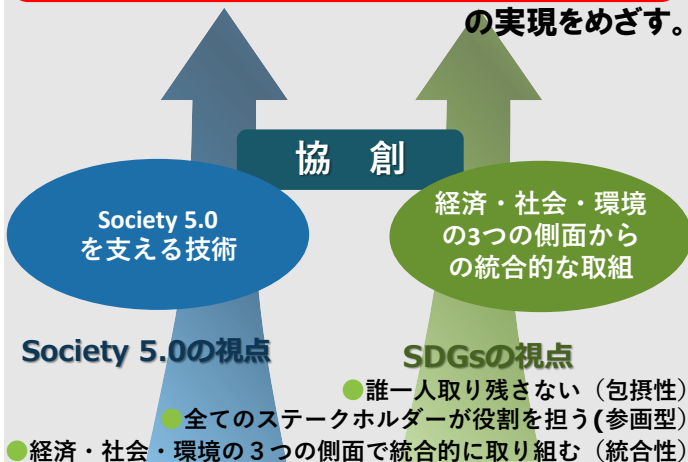 の実現をめざす。
協　創
Society 5.0
を支える技術
経済・社会・環境
の3つの側面から
の統合的な取組
Society 5.0の視点
SDGsの視点
●誰一人取り残さない（包摂性）
●全てのステークホルダーが役割を担う(参画型）
●経済・社会・環境の３つの側面で統合的に取り組む（統合性）